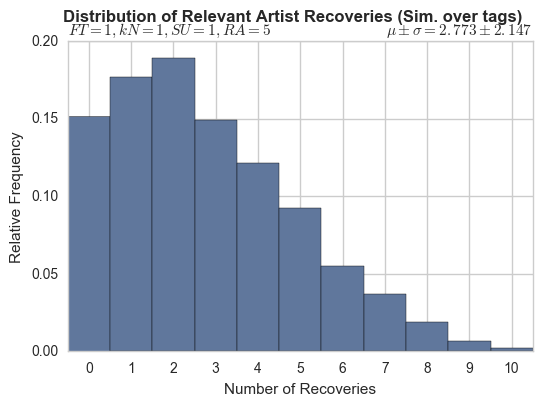 Distribution of Relevant Artist Recoveries (Sim. over tags)
FT = 1, kN = 1, SU = 1, RA = 5
μ ± σ = 2.773 ± 2.147
0.20
0.15
0.10
0.05
0.00
Relative Frequency
0 1 2 3 4 5 6 7 8 9 10
Number of Recoveries